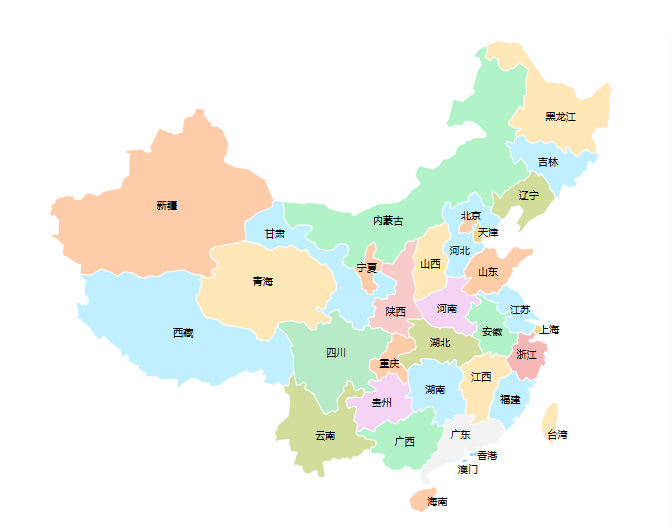 黑龙江
吉林
辽宁
新疆
北京
内蒙古
天津
甘肃
河北
山西
宁夏
山东
青海
河南
江苏
陕西
上海
安徽
西藏
湖北
四川
浙江
重庆
江西
湖南
福建
贵州
台湾
云南
广西
广东
香港
澳门
海南